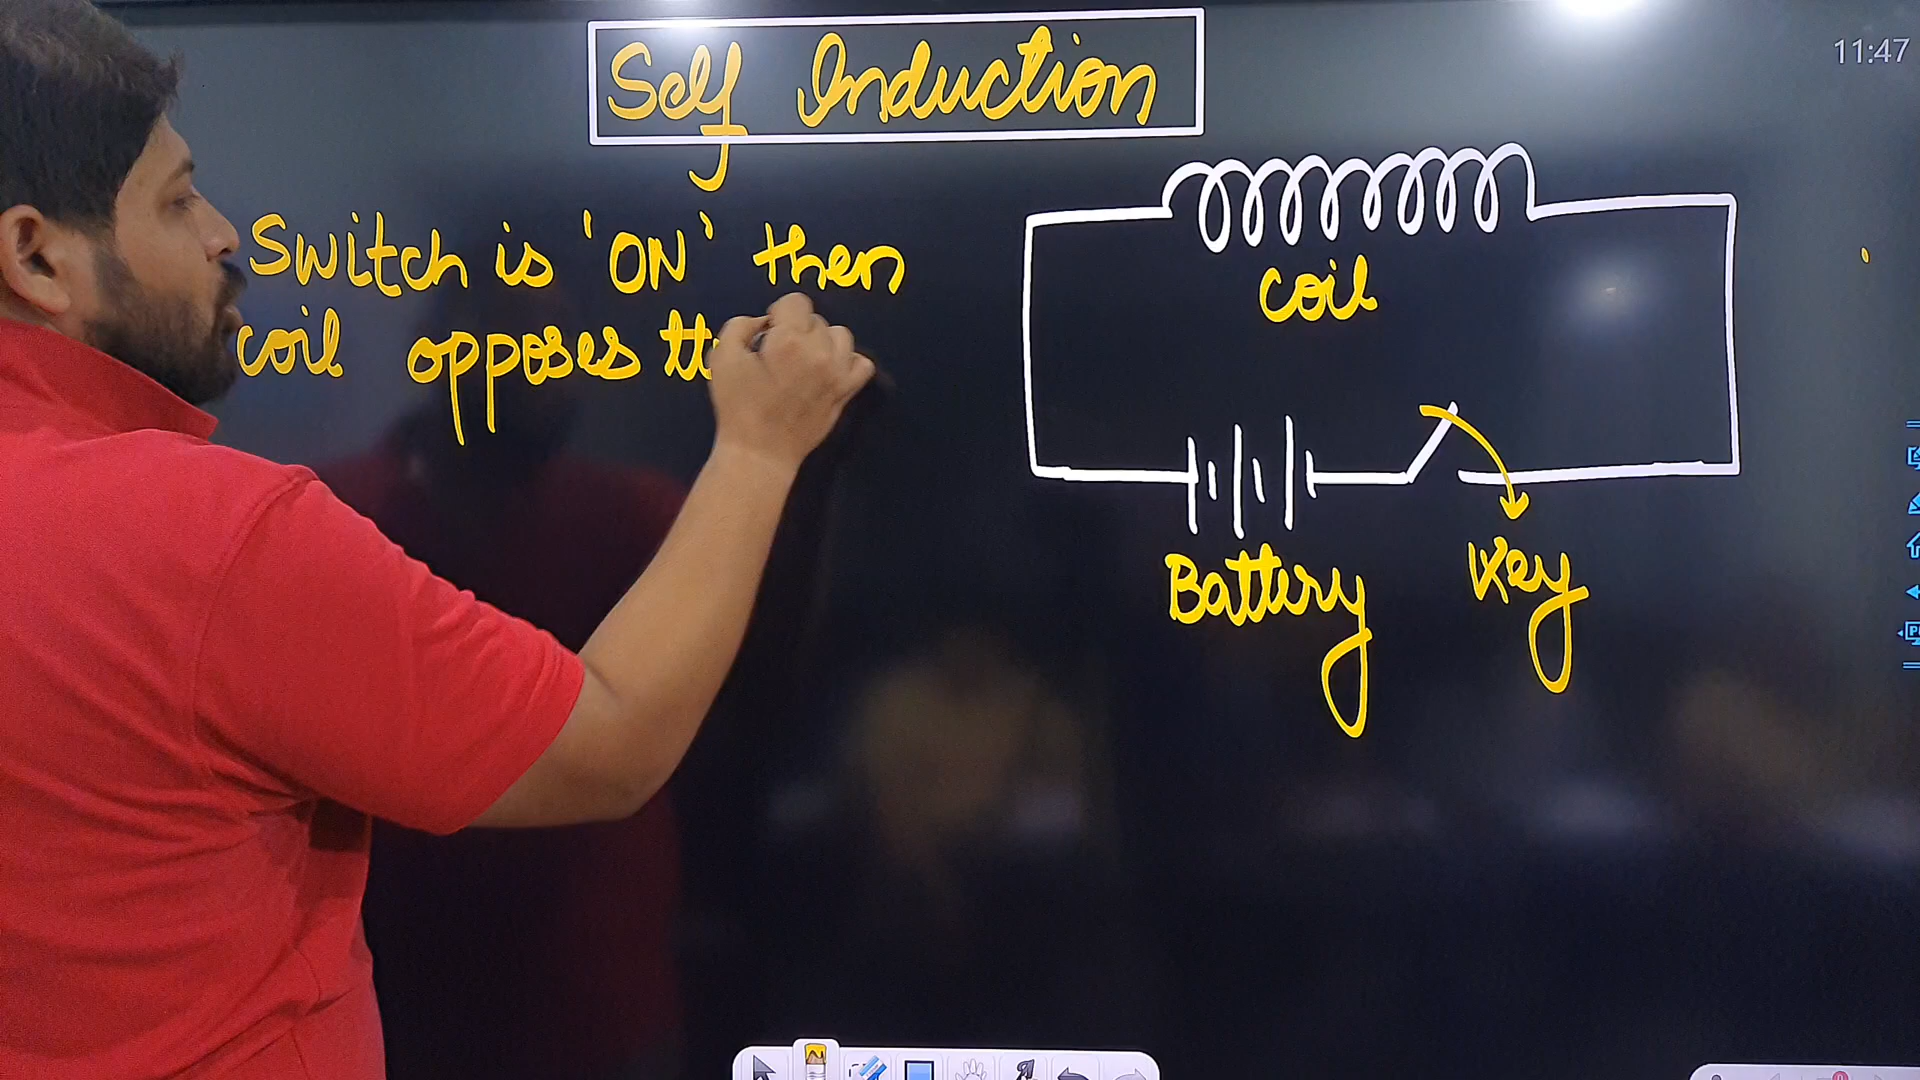 Self Induction
11:47
Switch is 'ON' then
coil opposes
coil
Battery
Key